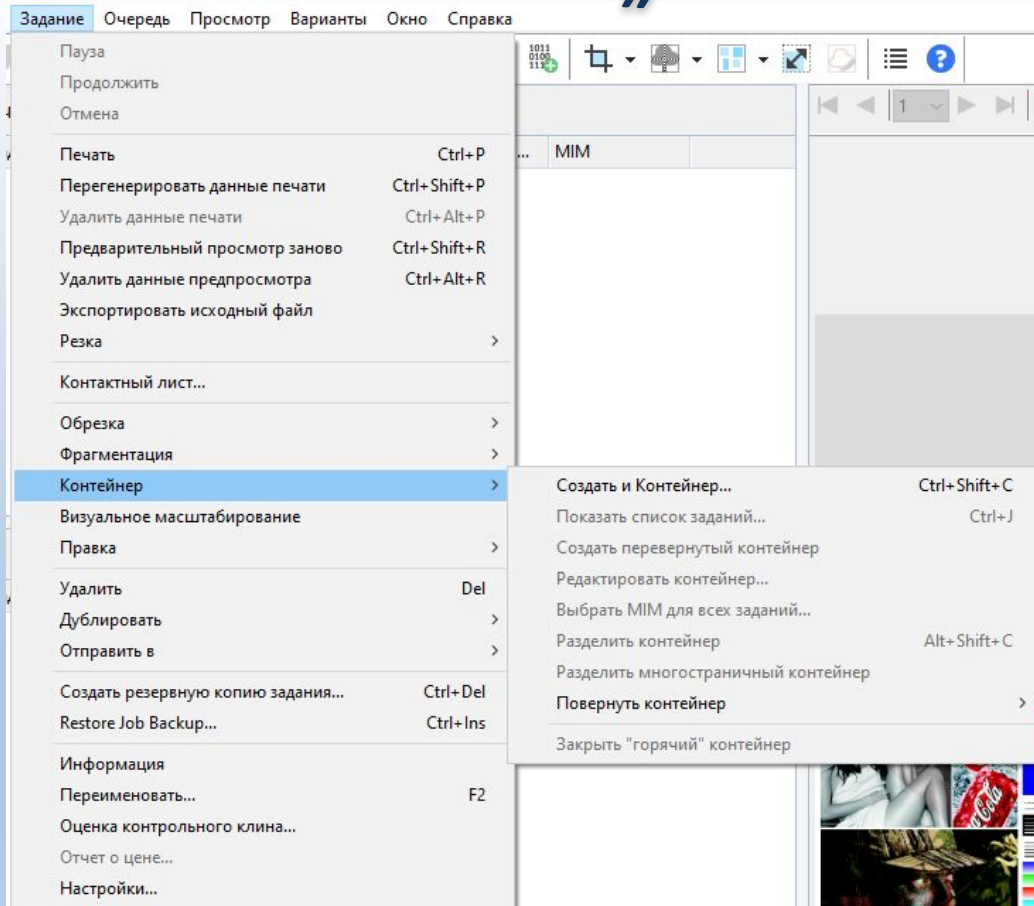 Задание Очередь Просмотр Варианты Окно Справка
Пауза
Продолжить
Отмена
1011
0100
111
1
Печать Ctrl+P
... MIM
Перегенерировать данные печати Ctrl+Shift+P
Удалить данные печати Ctrl+Alt+P
Предварительный просмотр заново Ctrl+Shift+R
Удалить данные предпросмотра Ctrl+Alt+R
Экспортировать исходный файл
Резка
Контактный лист...
Обрезка
Фрагментация
Контейнер
Создать и Контейнер... Ctrl+Shift+C
Визуальное масштабирование
Показать список заданий... Ctrl+J
Правка
Создать перевернутый контейнер
Редактировать контейнер...
Удалить Del
Выбрать MIM для всех заданий...
Дублировать
Разделить контейнер Alt+Shift+C
Отправить в
Разделить многостраничный контейнер
Создать резервную копию задания... Ctrl+Del
Повернуть контейнер
Restore Job Backup... Ctrl+Ins
Закрыть "горячий" контейнер
Информация
Переименовать... F2
Оценка контрольного клина...
Отчет о цене...
Настройки...